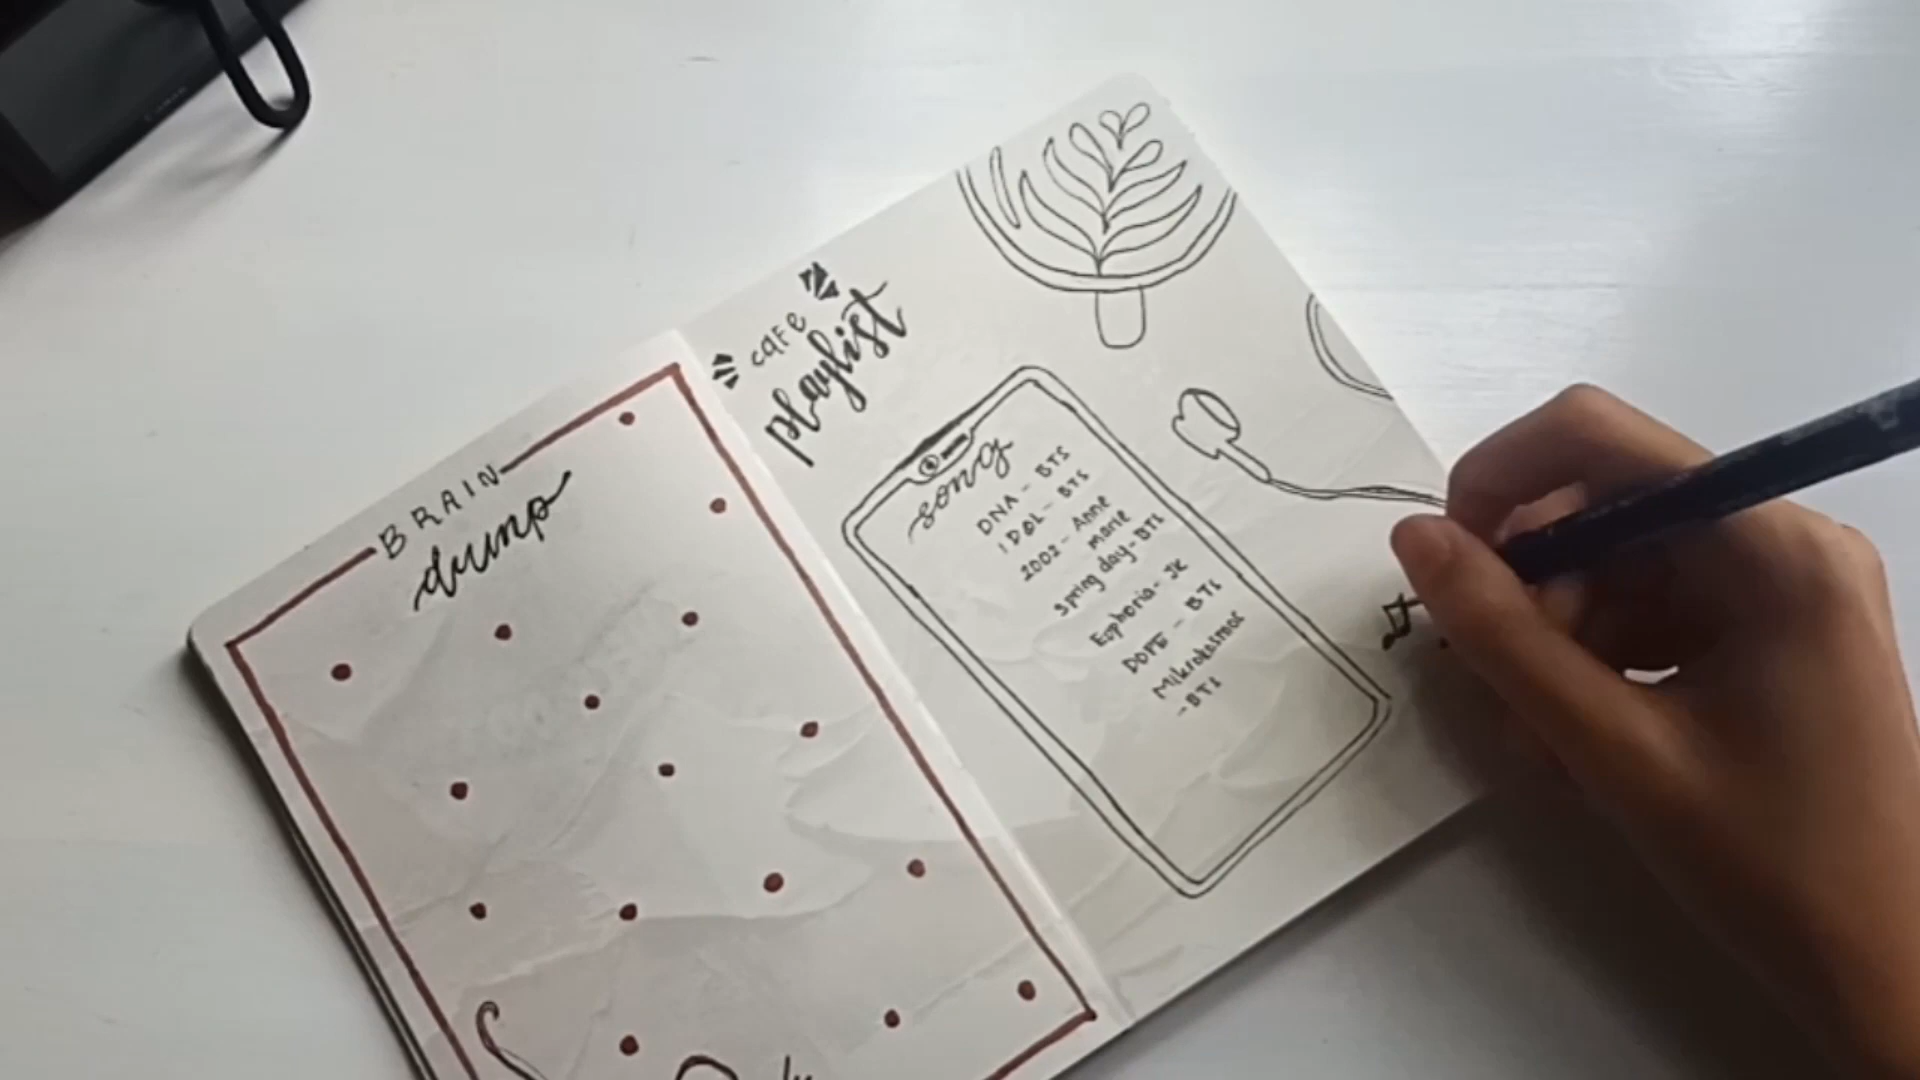 BRAIN
dump
cafe
playlist
song
DNA - BTS
IDOL - BTS
2002 - Anne
marie
spring day - BTS
Euphoria - JK
DOPE - BTS
Mikrokosmos
- BTS